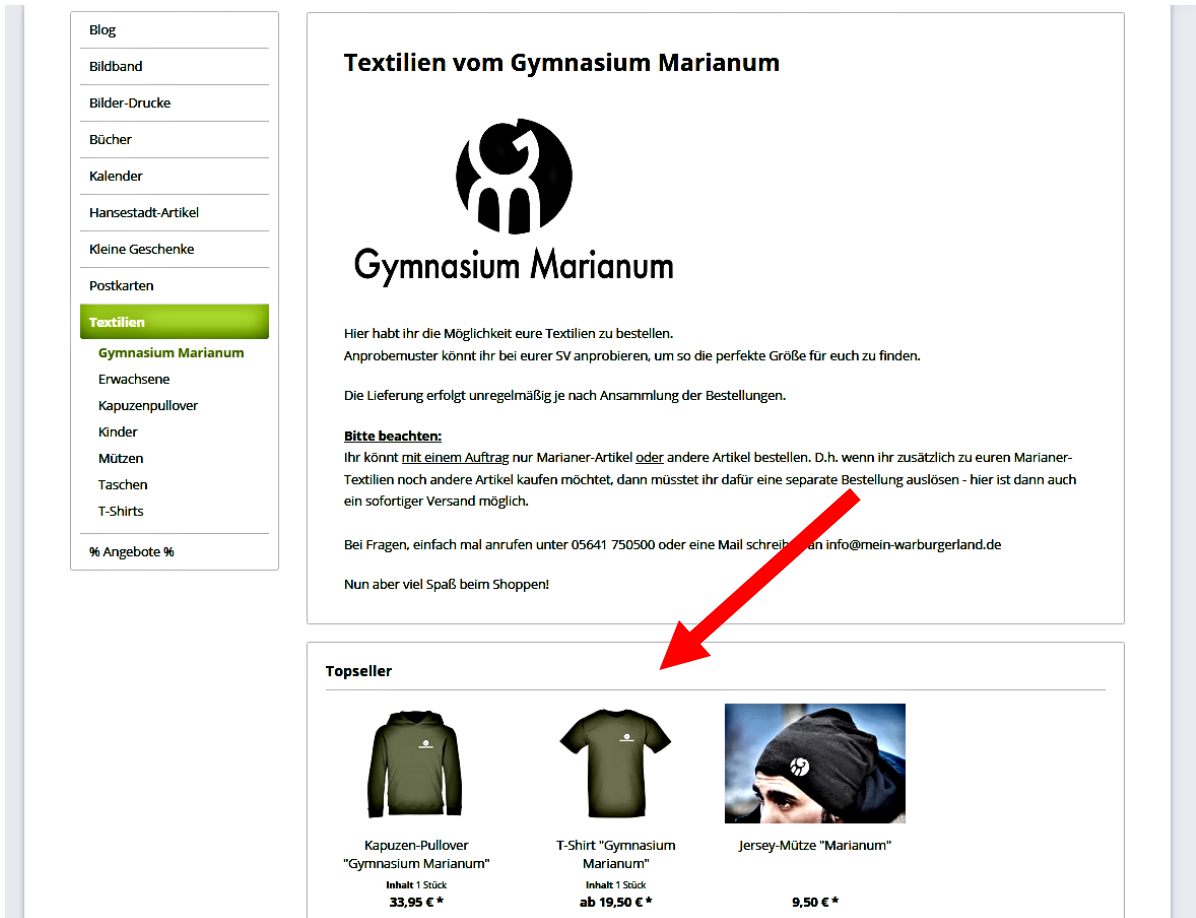 Blog
Bildband
Bilder-Drucke
Bücher
Kalender
Hansestadt-Artikel
Kleine Geschenke
Postkarten
Textilien
Gymnasium Marianum
Erwachsene
Kapuzenpullover
Kinder
Mützen
Taschen
T-Shirts
% Angebote %
Textilien vom Gymnasium Marianum
Gymnasium Marianum
Hier habt ihr die Möglichkeit eure Textilien zu bestellen.
Anprobemuster könnt ihr bei eurer SV anprobieren, um so die perfekte Größe für euch zu finden.
Die Lieferung erfolgt unregelmäßig je nach Ansammlung der Bestellungen.
Bitte beachten:
Ihr könnt mit einem Auftrag nur Marianer-Artikel oder andere Artikel bestellen. D.h. wenn ihr zusätzlich zu euren Marianer-
Textilien noch andere Artikel kaufen möchtet, dann müsstet ihr dafür eine separate Bestellung auslösen - hier ist dann auch
ein sofortiger Versand möglich.
Bei Fragen, einfach mal anrufen unter 05641 750500 oder eine Mail schreiben an info@mein-warburgerland.de
Nun aber viel Spaß beim Shoppen!
Topseller
Kapuzen-Pullover
"Gymnasium Marianum"
Inhalt 1 Stück
33,95 € *
T-Shirt "Gymnasium
Marianum"
Inhalt 1 Stück
ab 19,50 € *
Jersey-Mütze "Marianum"
9,50 € *